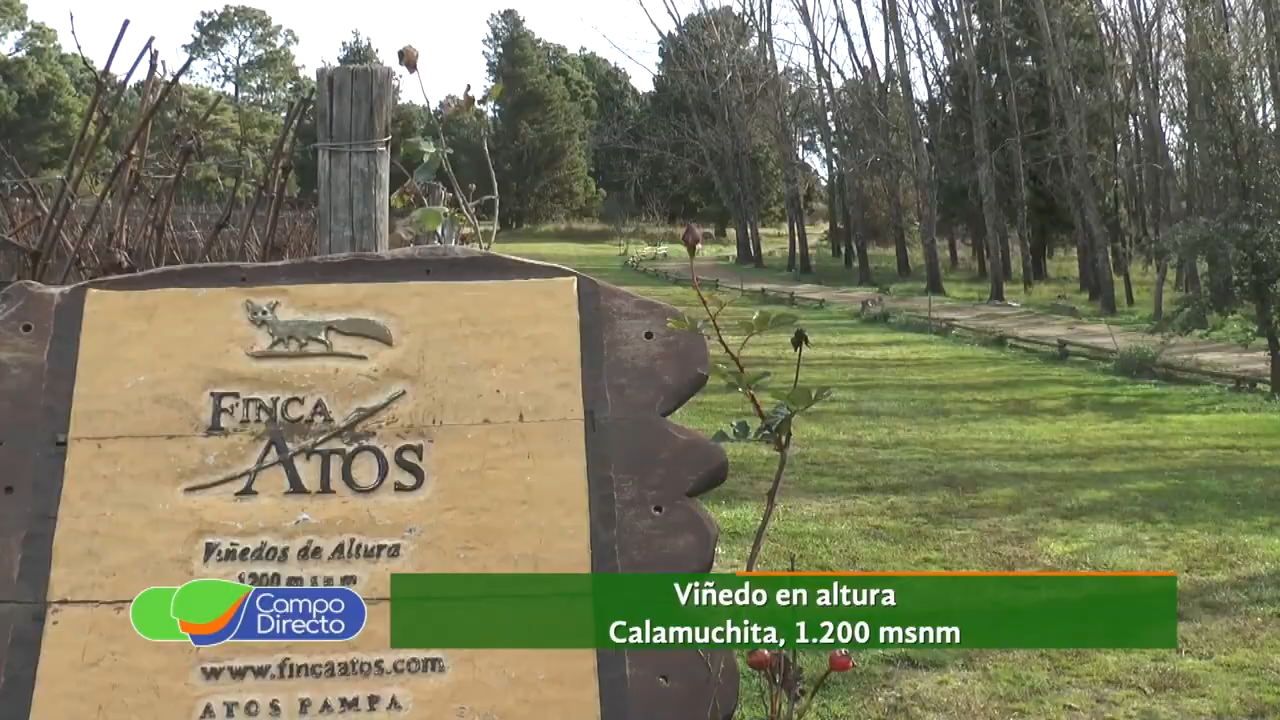 FINCA
ATOS
Viñedos de Altura
1200 m s n m
www.fincaatos.com
ATOS PAMPA
Campo
Directo
Viñedo en altura
Calamuchita, 1.200 msnm